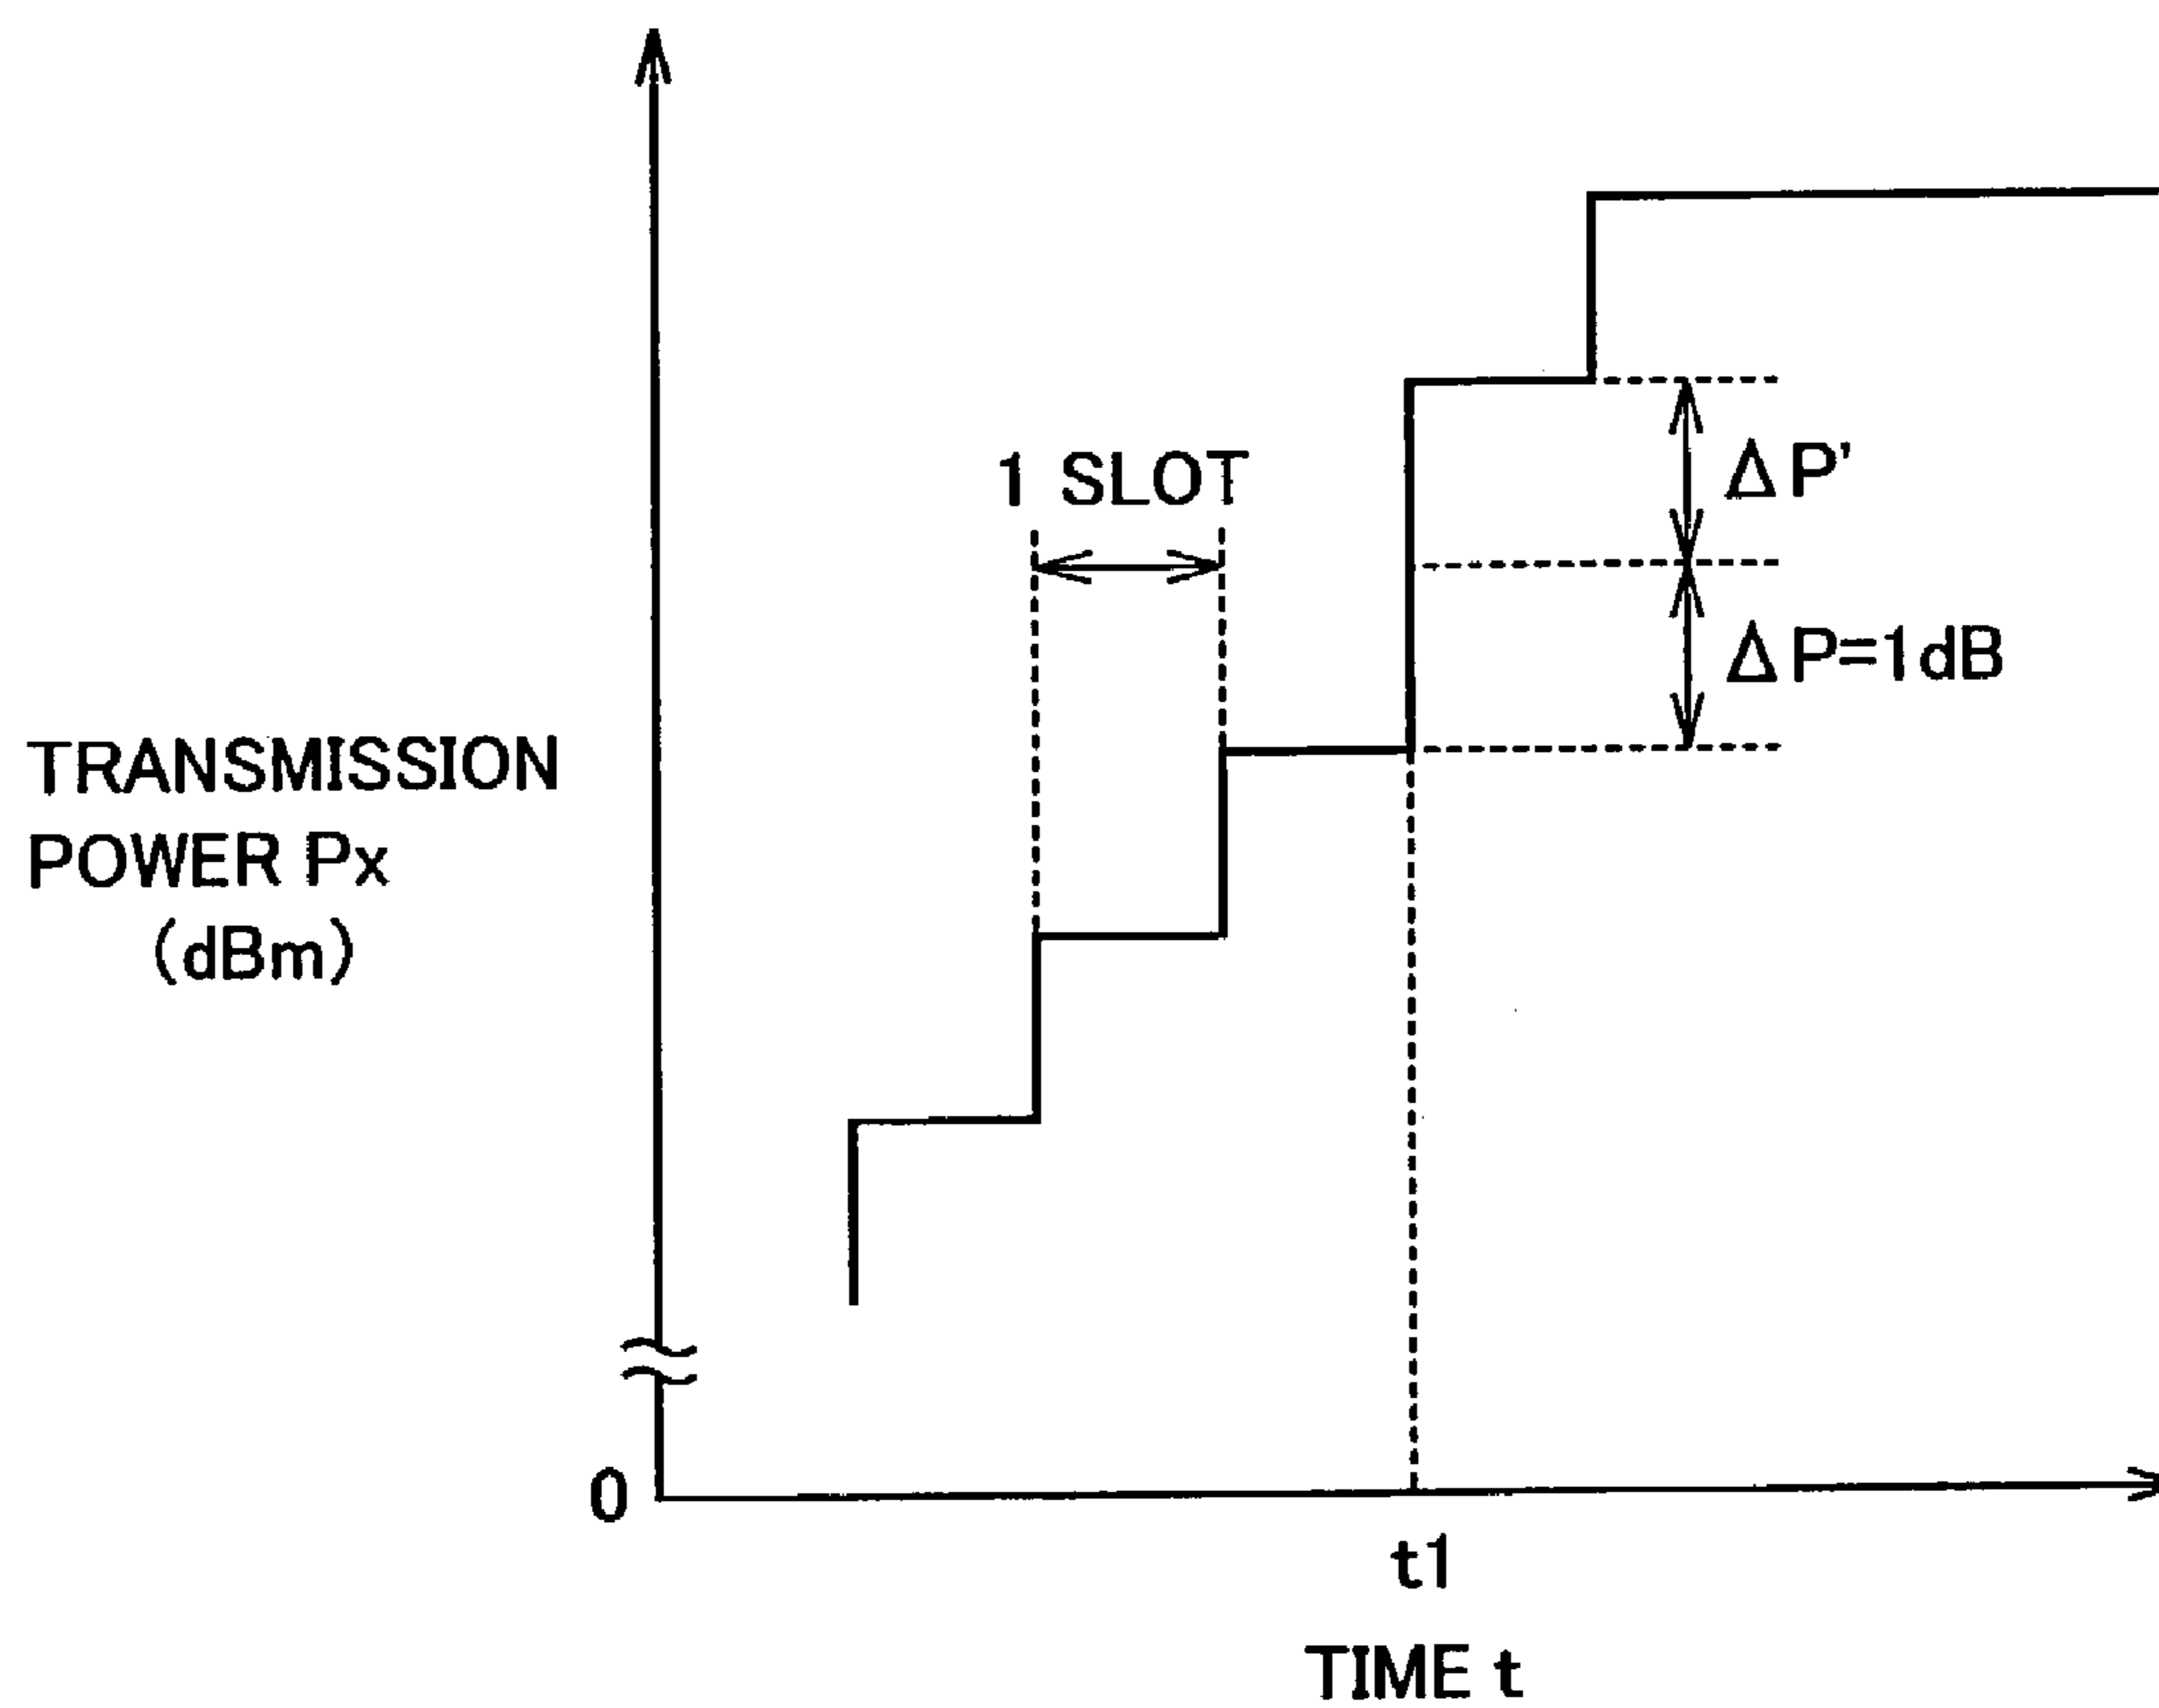 1 SLOT
ΔP'
ΔP=1dB
TRANSMISSION
POWER Px
(dBm)
0
t1
TIME t